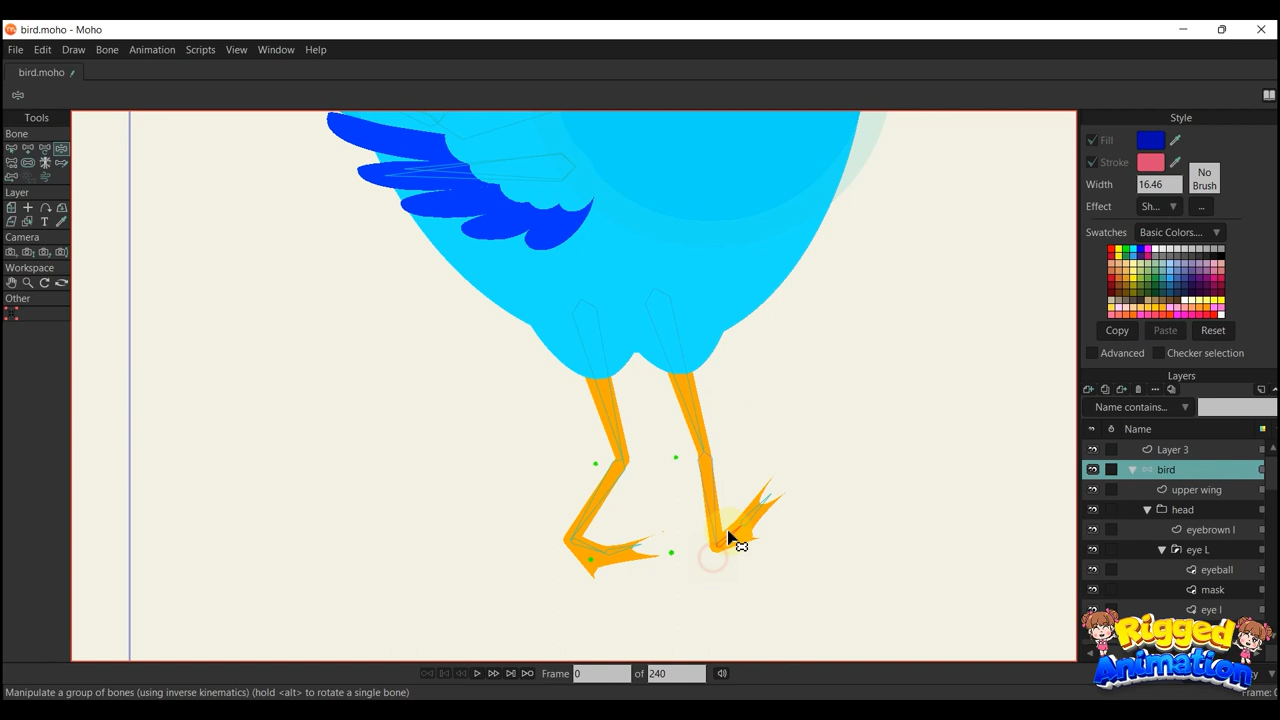 bird.moho - Moho
File Edit Draw Bone Animation Scripts View Window Help
bird.moho
Tools
Bone
Layer
Camera
Workspace
Other
Style
Fill
Stroke
No Brush
Width 16.46
Effect Sh... ...
Swatches Basic Colors....
Copy Paste Reset
Advanced Checker selection
Layers
Name contains...
Name
Layer 3
bird
upper wing
head
eyebrown l
eye L
eyeball
mask
eye l
Rigged
Animation
Frame 0 of 240
Manipulate a group of bones (using inverse kinematics) (hold <alt> to rotate a single bone)
Frame: 0